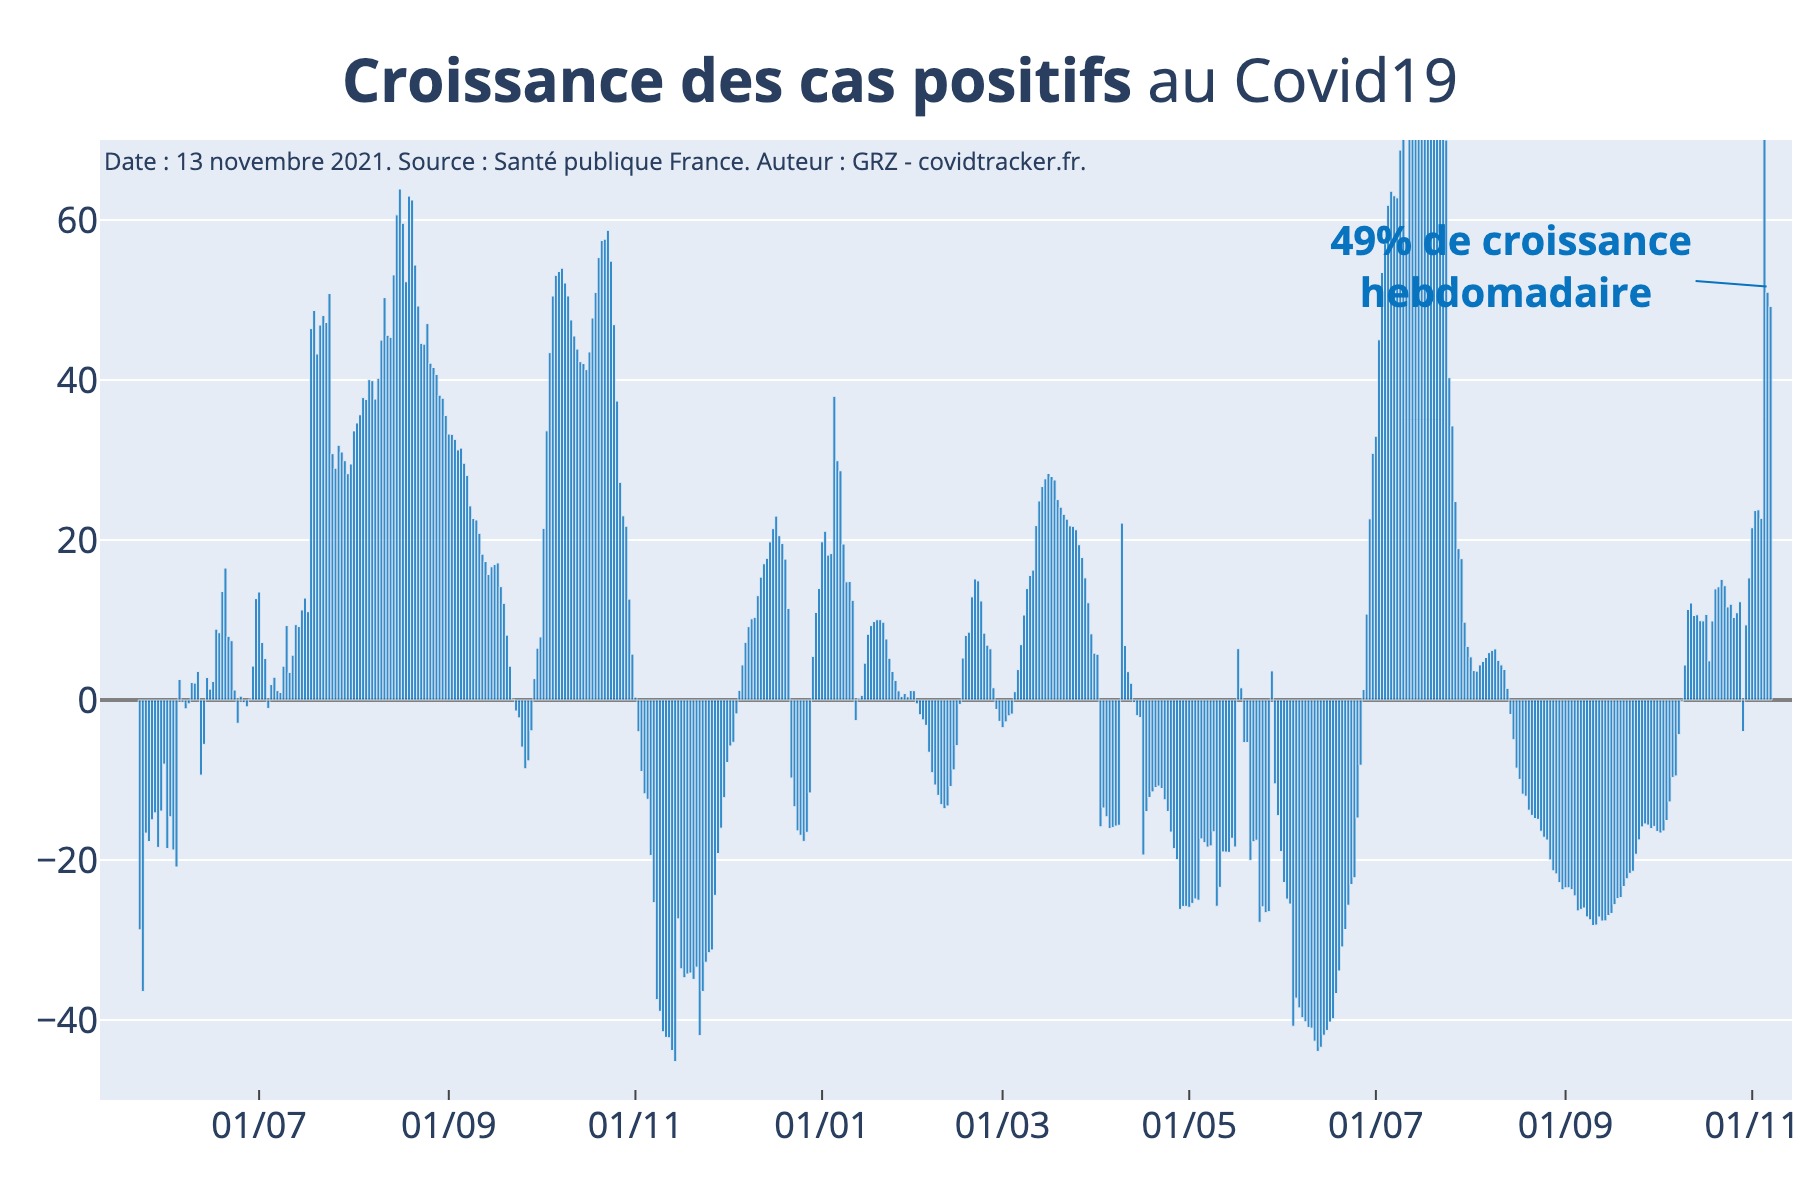 Croissance des cas positifs au Covid19
Date : 13 novembre 2021. Source : Santé publique France. Auteur : GRZ - covidtracker.fr.
60
49% de croissance
hebdomadaire
40
20
0
−20
−40
01/07 01/09 01/11 01/01 01/03 01/05 01/07 01/09 01/11